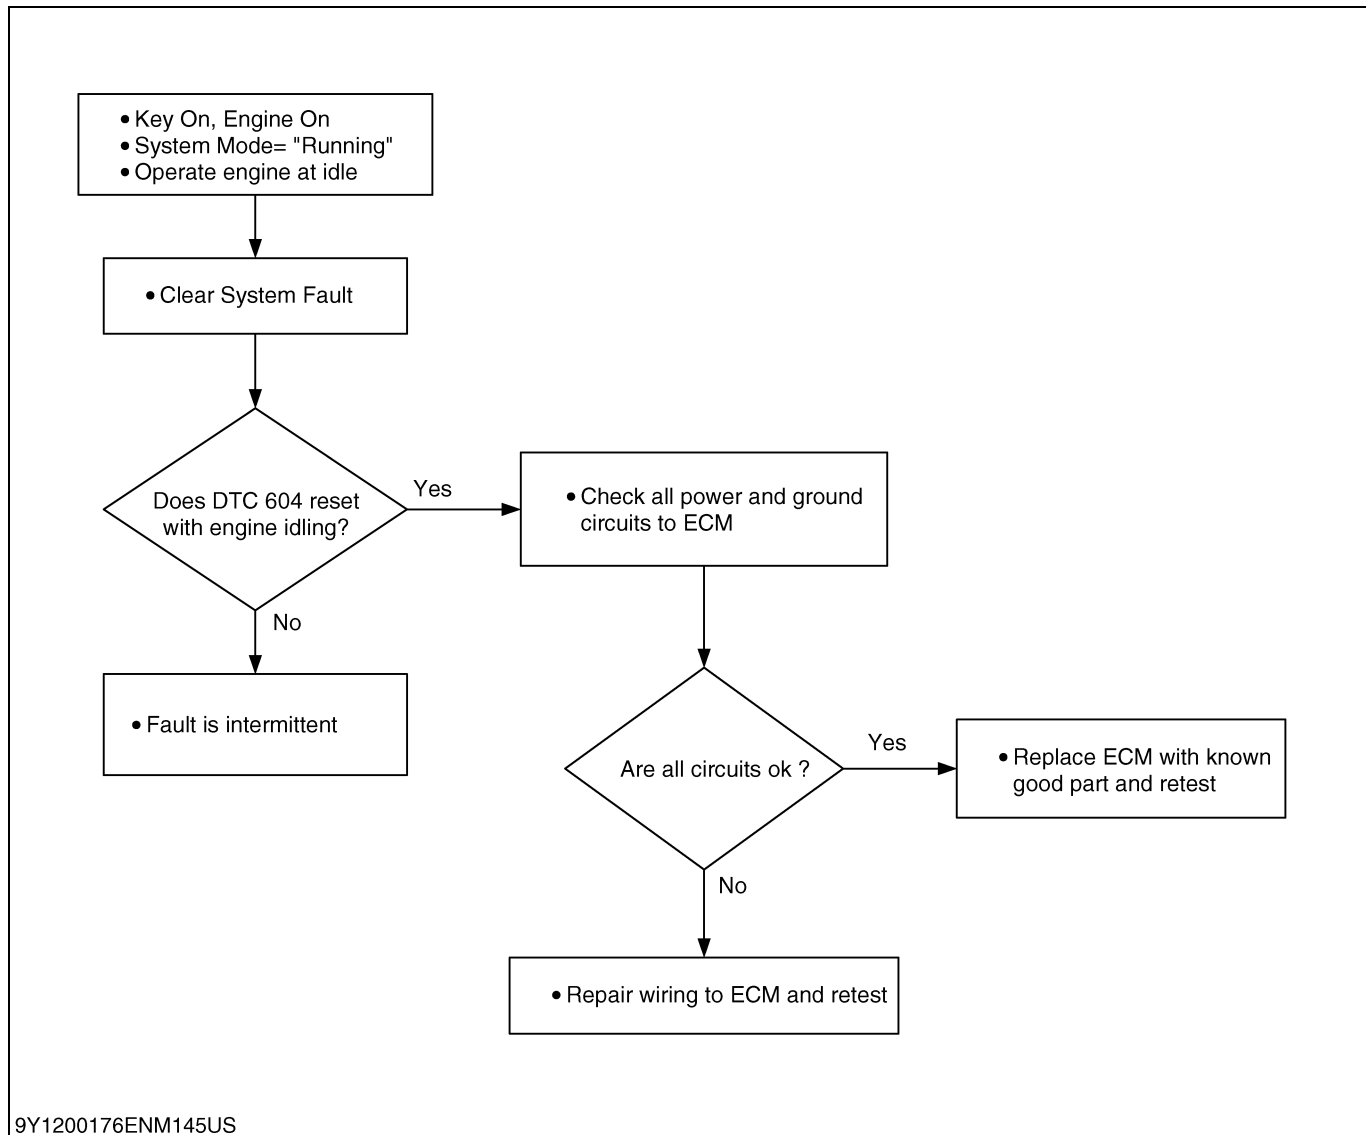 • Key On, Engine On
• System Mode= "Running"
• Operate engine at idle
• Clear System Fault
Does DTC 604 reset
with engine idling?
Yes
• Check all power and ground
circuits to ECM
No
• Fault is intermittent
Are all circuits ok ?
Yes
• Replace ECM with known
good part and retest
No
• Repair wiring to ECM and retest
9Y1200176ENM145US